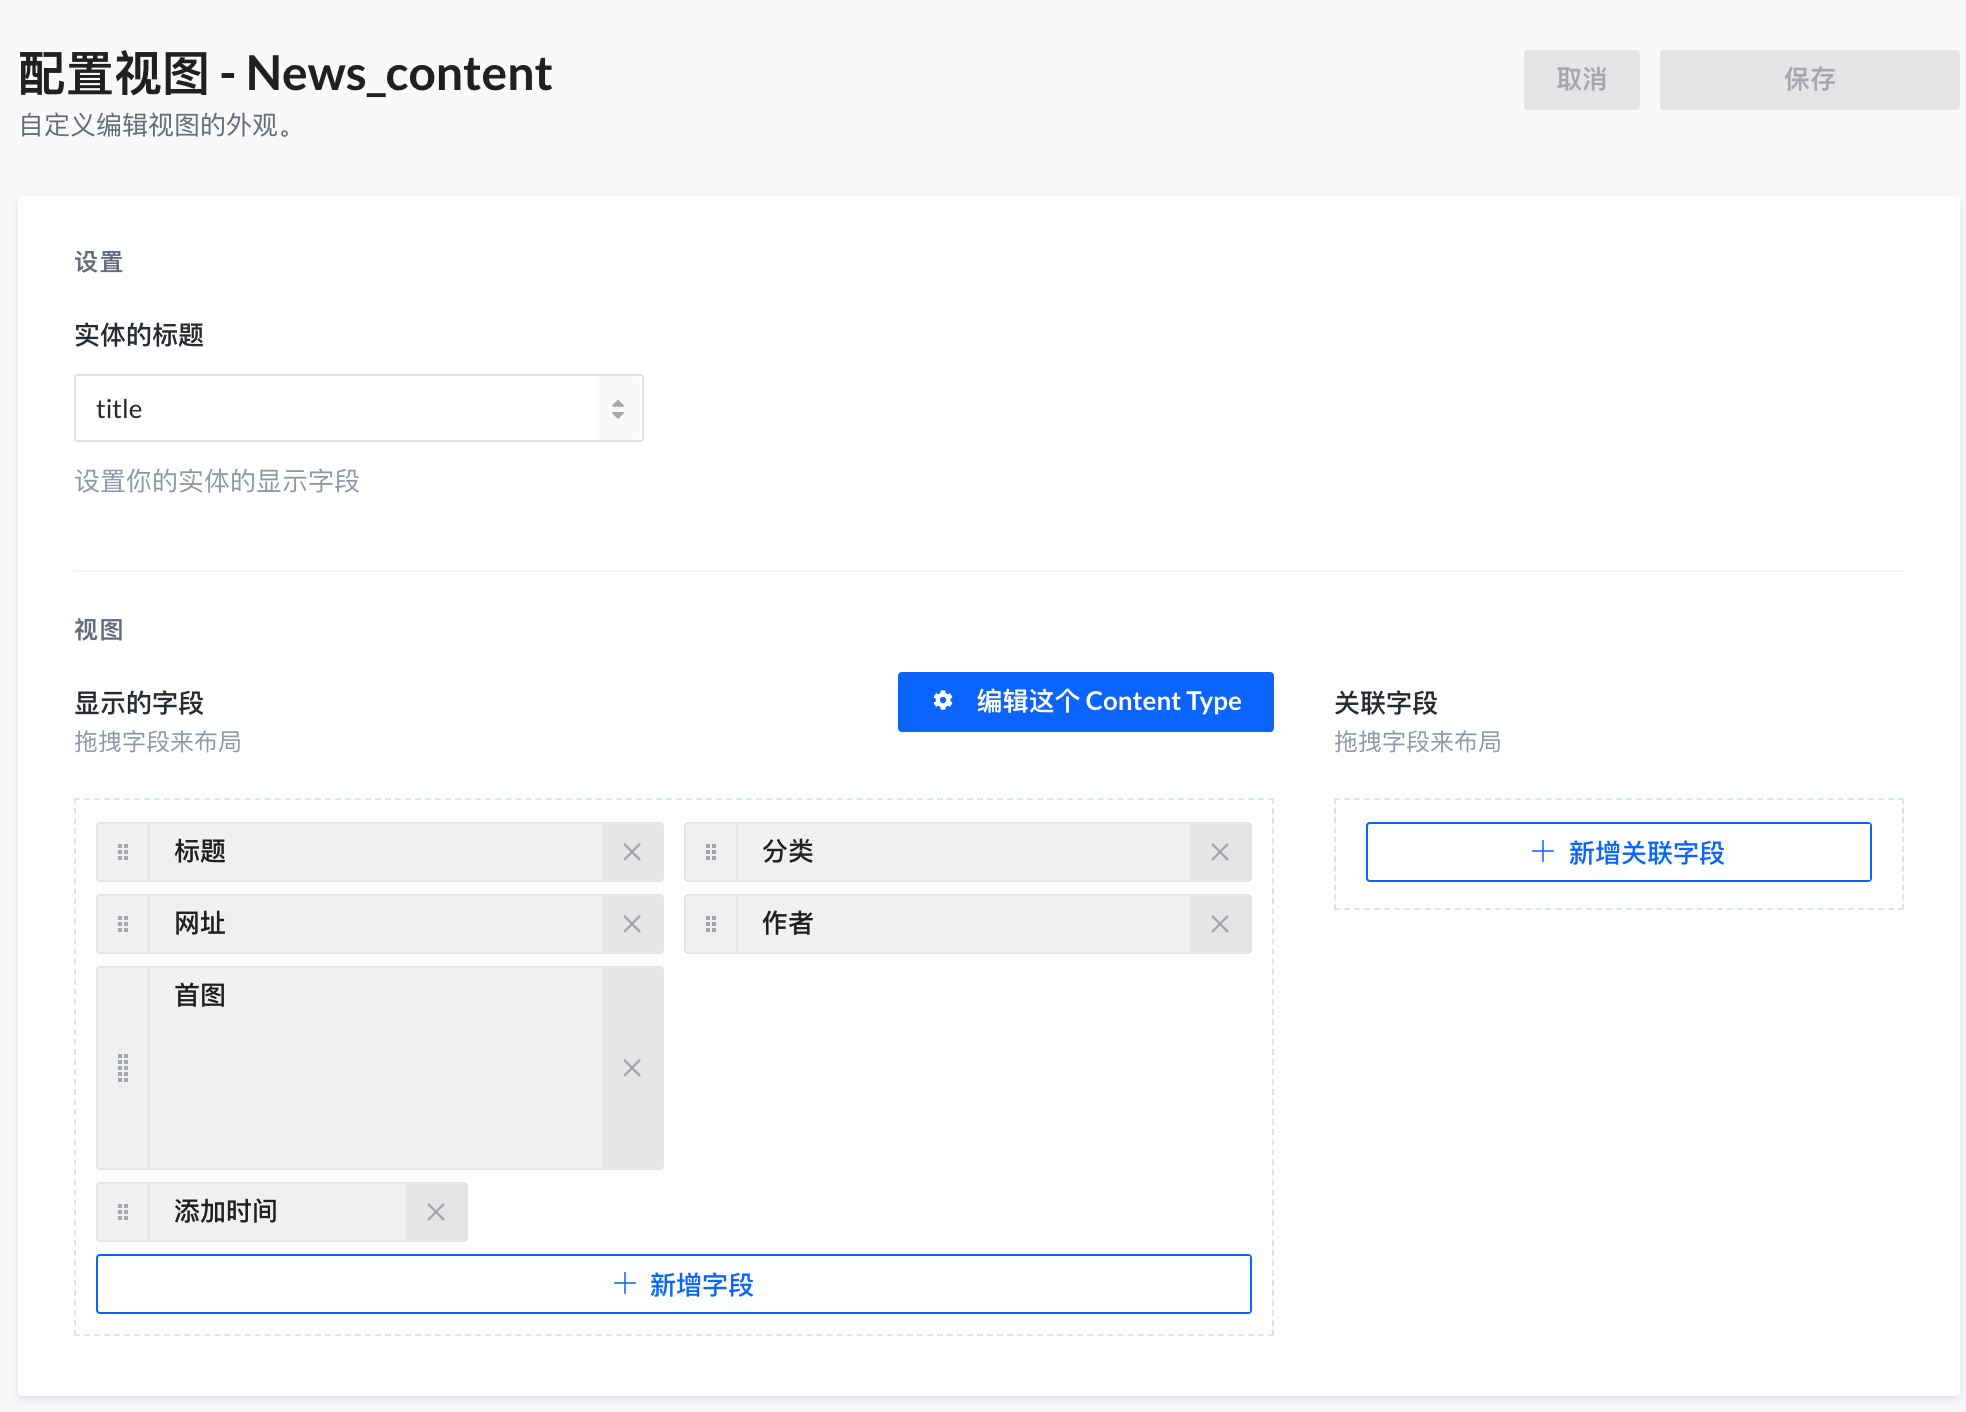 配置视图 - News_content
取消
保存
自定义编辑视图的外观。
设置
实体的标题
title
设置你的实体的显示字段
视图
显示的字段
拖拽字段来布局
编辑这个 Content Type
关联字段
拖拽字段来布局
标题
分类
新增关联字段
网址
作者
首图
添加时间
新增字段